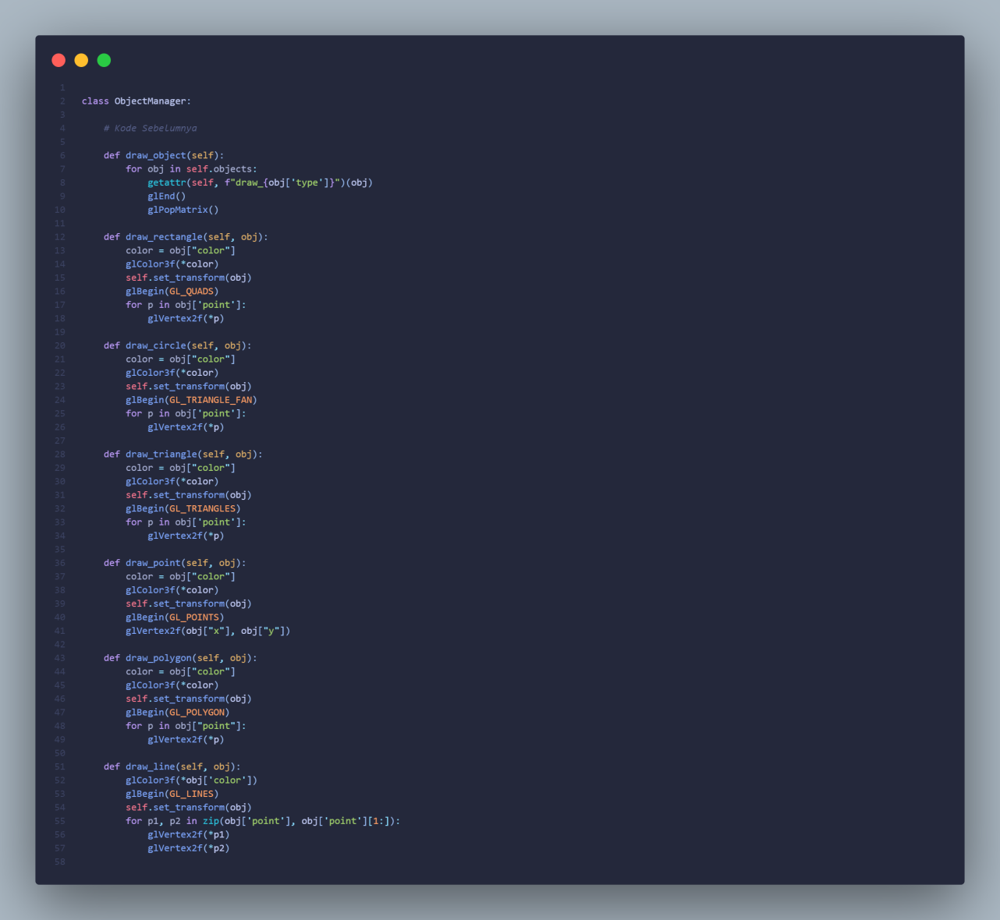 1
2 class ObjectManager:
3
4     # Kode Sebelumnya
5
6     def draw_object(self):
7         for obj in self.objects:
8             getattr(self, f"draw_{obj['type']}")(obj)
9             glEnd()
10             glPopMatrix()
11
12     def draw_rectangle(self, obj):
13         color = obj["color"]
14         glColor3f(*color)
15         self.set_transform(obj)
16         glBegin(GL_QUADS)
17         for p in obj['point']:
18             glVertex2f(*p)
19
20     def draw_circle(self, obj):
21         color = obj["color"]
22         glColor3f(*color)
23         self.set_transform(obj)
24         glBegin(GL_TRIANGLE_FAN)
25         for p in obj['point']:
26             glVertex2f(*p)
27
28     def draw_triangle(self, obj):
29         color = obj["color"]
30         glColor3f(*color)
31         self.set_transform(obj)
32         glBegin(GL_TRIANGLES)
33         for p in obj['point']:
34             glVertex2f(*p)
35
36     def draw_point(self, obj):
37         color = obj["color"]
38         glColor3f(*color)
39         self.set_transform(obj)
40         glBegin(GL_POINTS)
41         glVertex2f(obj["x"], obj["y"])
42
43     def draw_polygon(self, obj):
44         color = obj["color"]
45         glColor3f(*color)
46         self.set_transform(obj)
47         glBegin(GL_POLYGON)
48         for p in obj["point"]:
49             glVertex2f(*p)
50
51     def draw_line(self, obj):
52         glColor3f(*obj['color'])
53         glBegin(GL_LINES)
54         self.set_transform(obj)
55         for p1, p2 in zip(obj['point'], obj['point'][1:]):
56             glVertex2f(*p1)
57             glVertex2f(*p2)
58